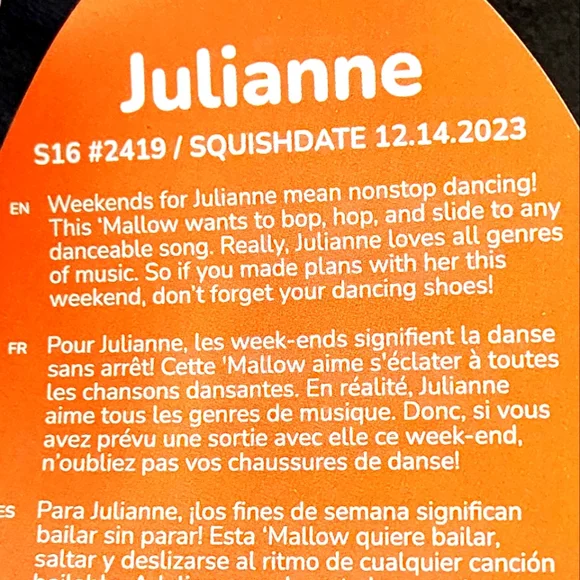 Julianne
S16 #2419 / SQUISHDATE 12.14.2023
EN Weekends for Julianne mean nonstop dancing!
This ‘Mallow wants to bop, hop, and slide to any
danceable song. Really, Julianne loves all genres
of music. So if you made plans with her this
weekend, don't forget your dancing shoes!
FR Pour Julianne, les week-ends signifient la danse
sans arrêt! Cette 'Mallow aime s'éclater à toutes
les chansons dansantes. En réalité, Julianne
aime tous les genres de musique. Donc, si vous
avez prévu une sortie avec elle ce week-end,
n'oubliez pas vos chaussures de danse!
ES Para Julianne, ¡los fines de semana significan
bailar sin parar! Esta ‘Mallow quiere bailar,
saltar y deslizarse al ritmo de cualquier canción